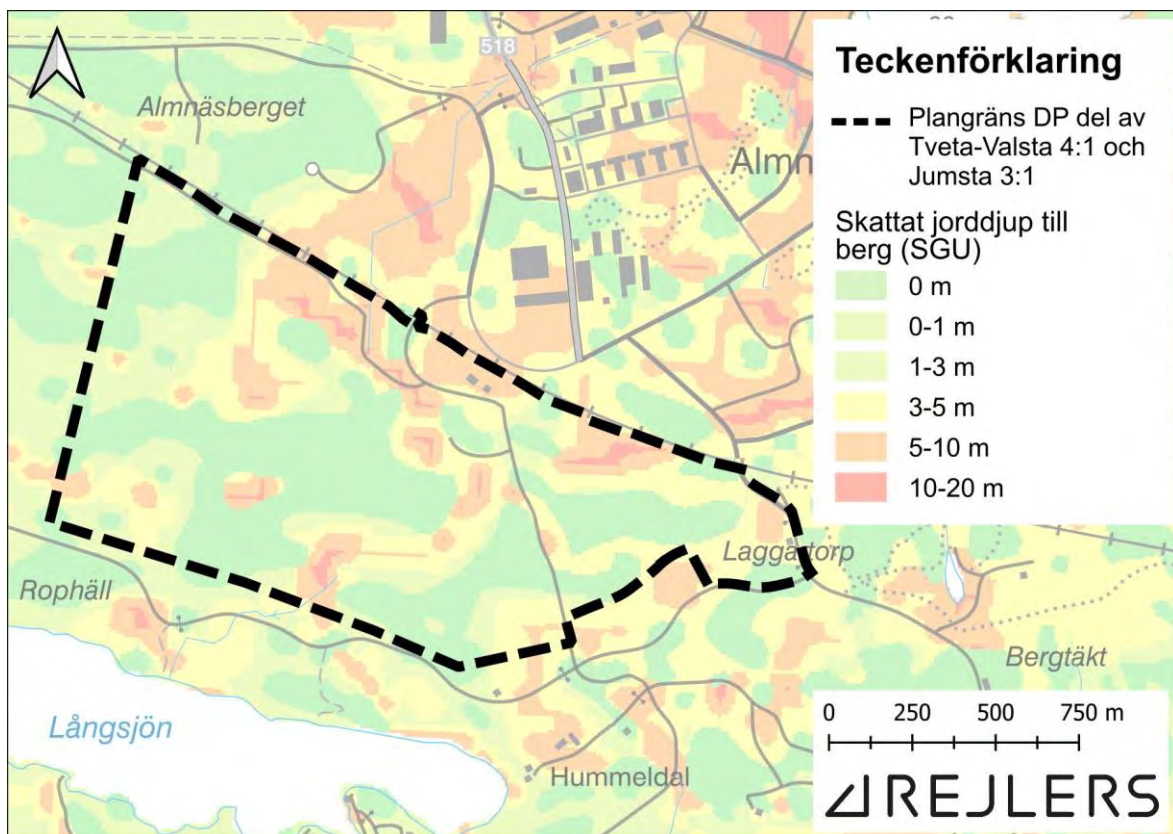 518
Almnäsberget
Almn
Teckenförklaring
Plangräns DP del av
Tveta-Valsta 4:1 och
Jumsta 3:1
Skattat jorddjup till
berg (SGU)
0 m
0-1 m
1-3 m
3-5 m
5-10 m
10-20 m
Laggartorp
Rophäll
Bergtäkt
Långsjön
Hummeldal
0 250 500 750 m
REJLERS